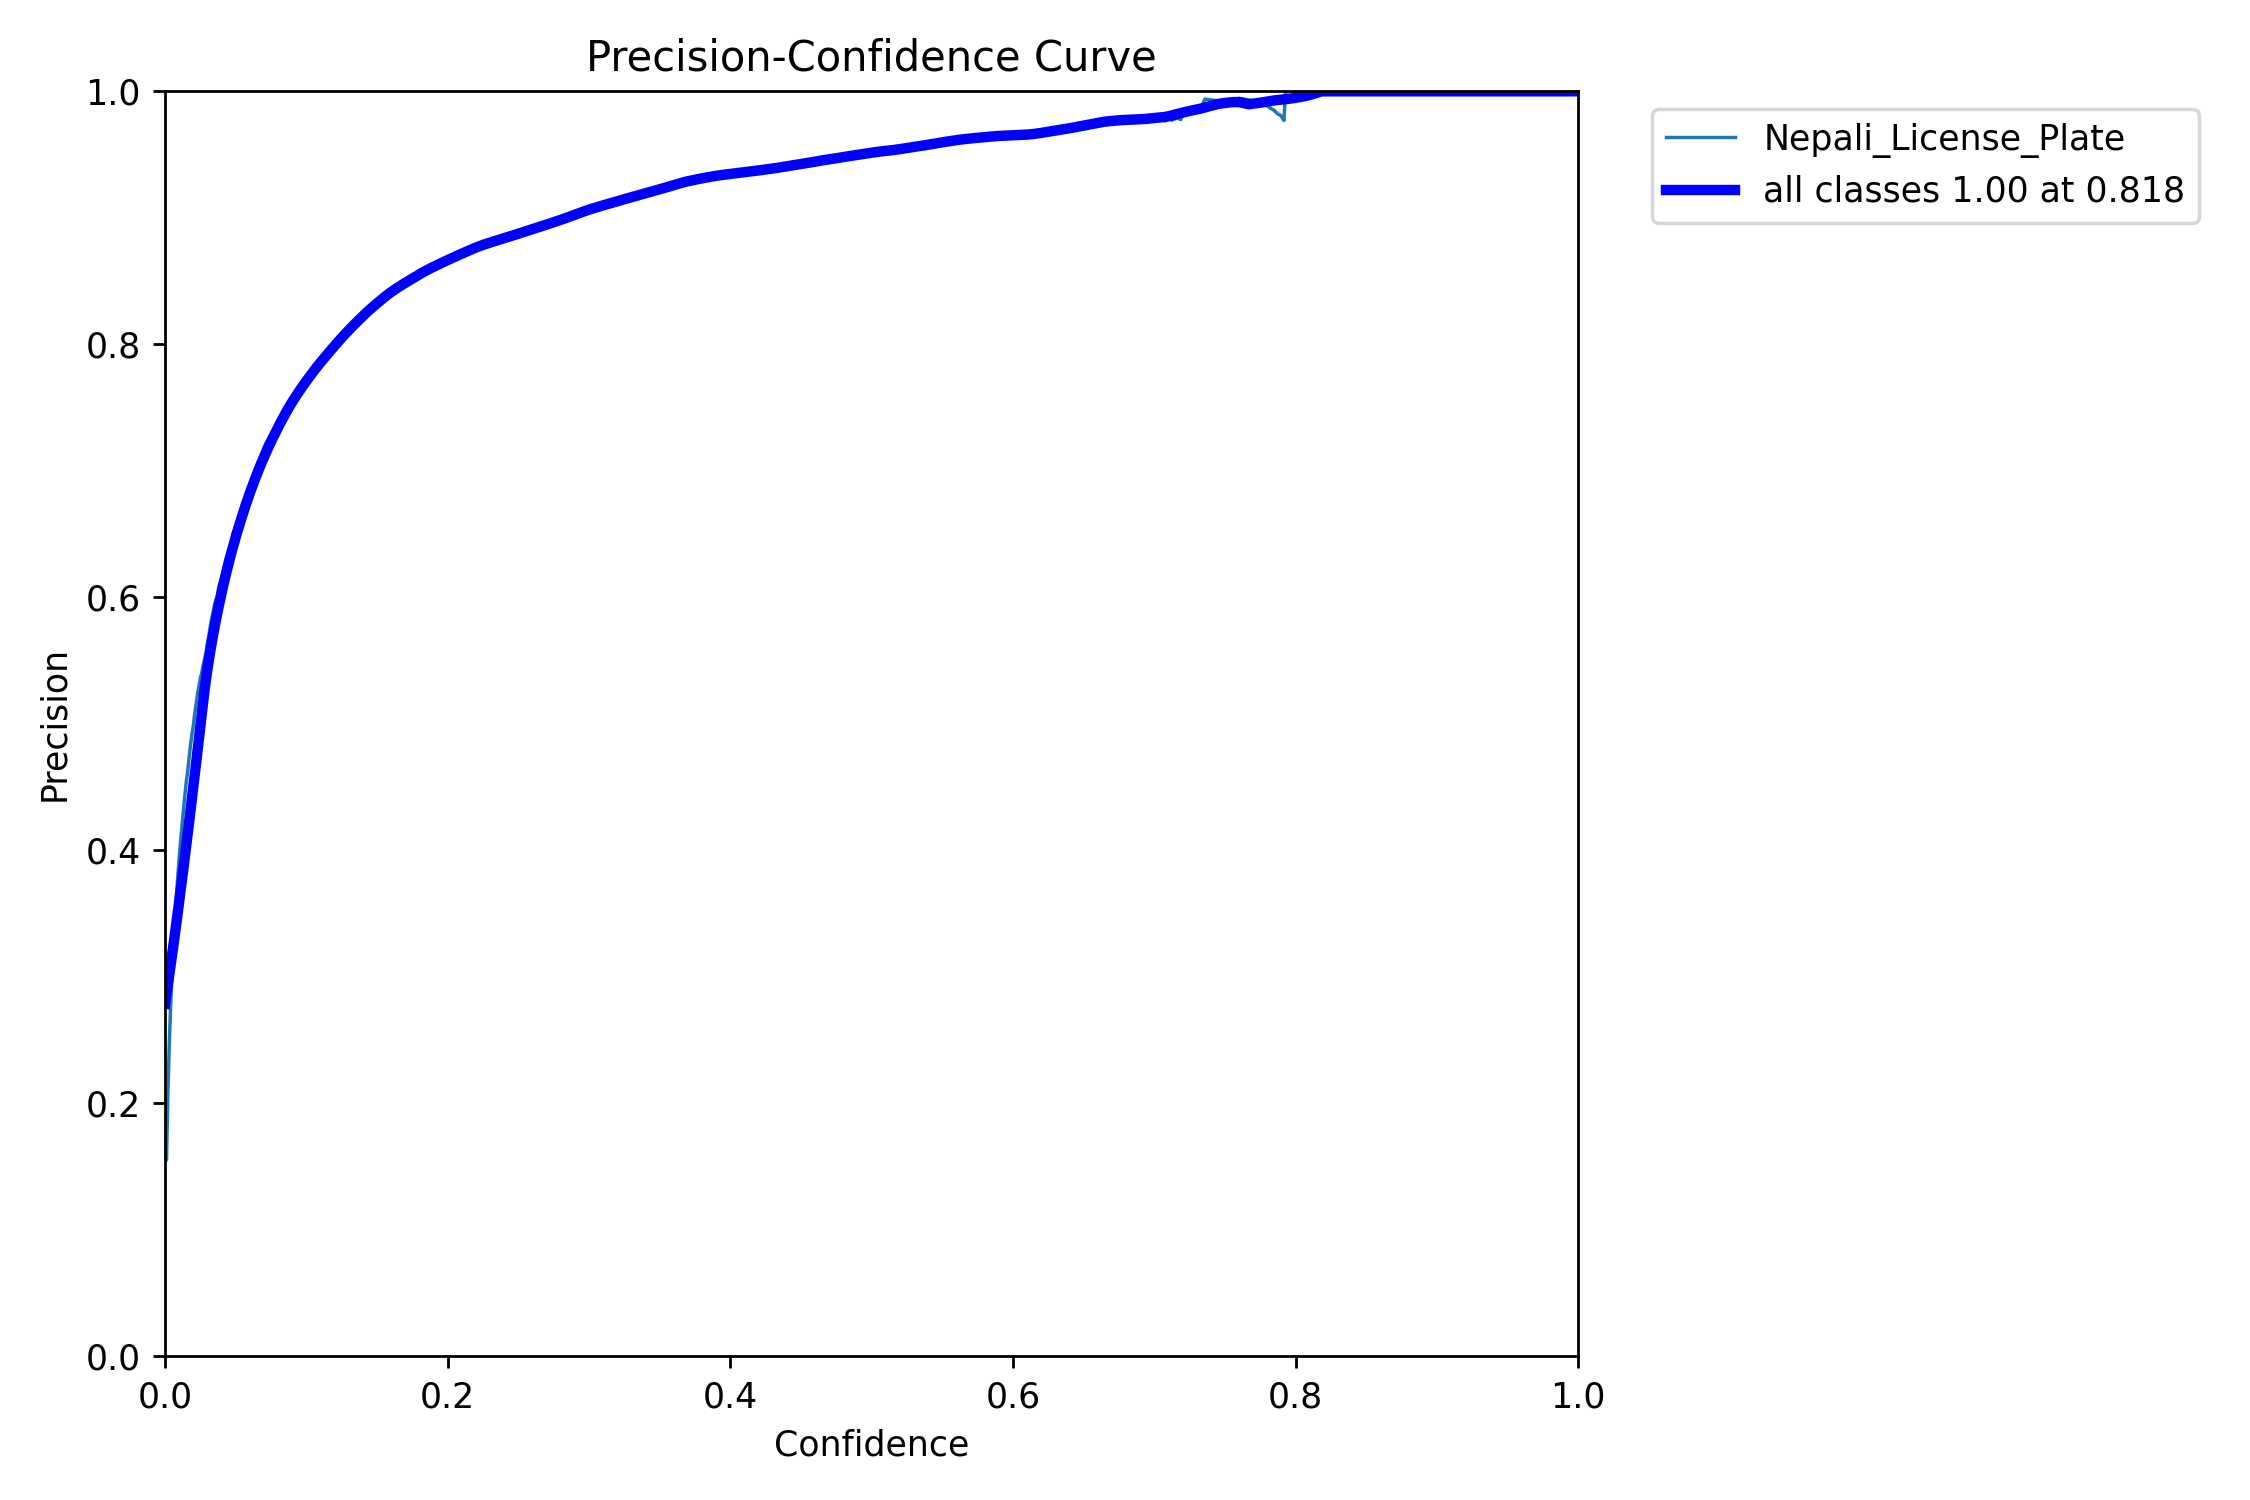 Precision-Confidence Curve
Nepali_License_Plate
all classes 1.00 at 0.818
1.0
0.8
0.6
0.4
0.2
0.0
Precision
0.0 0.2 0.4 0.6 0.8 1.0
Confidence